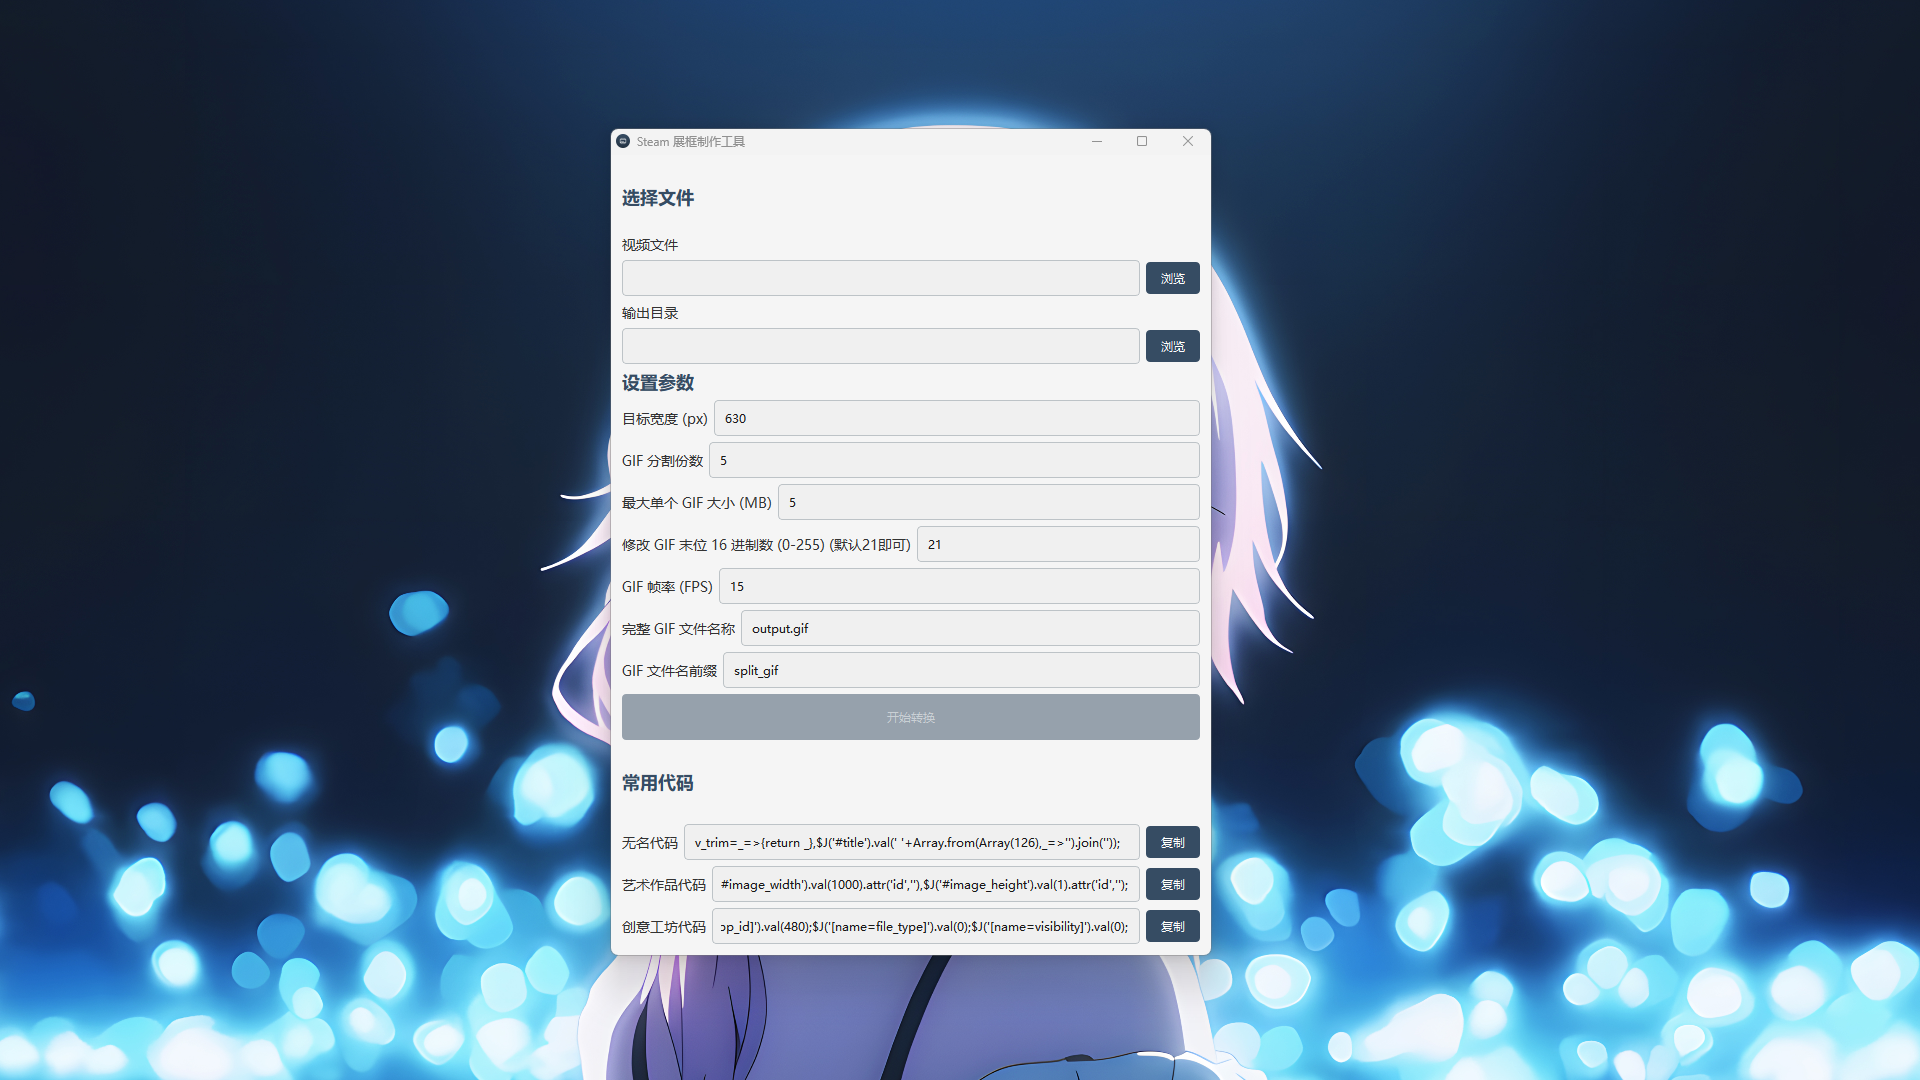 Steam 展框制作工具
选择文件
视频文件
浏览
输出目录
浏览
设置参数
目标宽度 (px) 630
GIF 分割份数 5
最大单个 GIF 大小 (MB) 5
修改 GIF 末位 16 进制数 (0-255) (默认21即可) 21
GIF 帧率 (FPS) 15
完整 GIF 文件名称 output.gif
GIF 文件名前缀 split_gif
开始转换
常用代码
无名代码 v_trim=_=>{return _},$J('#title').val(' '+Array.from(Array(126),_=>'').join('')); 复制
艺术作品代码 #image_width').val(1000).attr('id',''),$J('#image_height').val(1).attr('id',''); 复制
创意工坊代码 op_id]').val(480);$J('[name=file_type]').val(0);$J('[name=visibility]').val(0); 复制